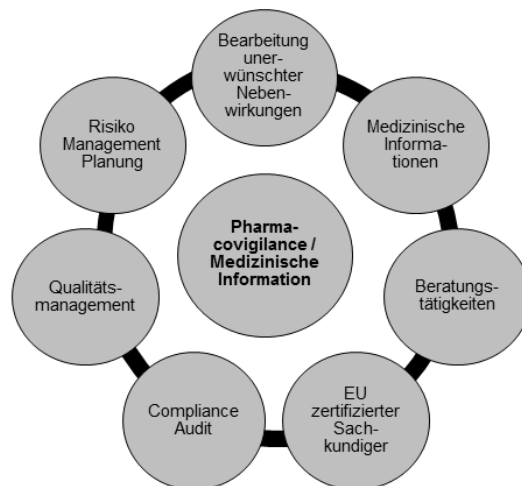 Bearbeitung
uner-
wünschter
Neben-
wirkungen
Risiko
Management
Planung
Medizinische
Informa-
tionen
Pharma-
covigilance /
Medizinische
Information
Qualitäts-
management
Beratungs-
tätigkeiten
Compliance
Audit
EU
zertifizierter
Sach-
kundiger